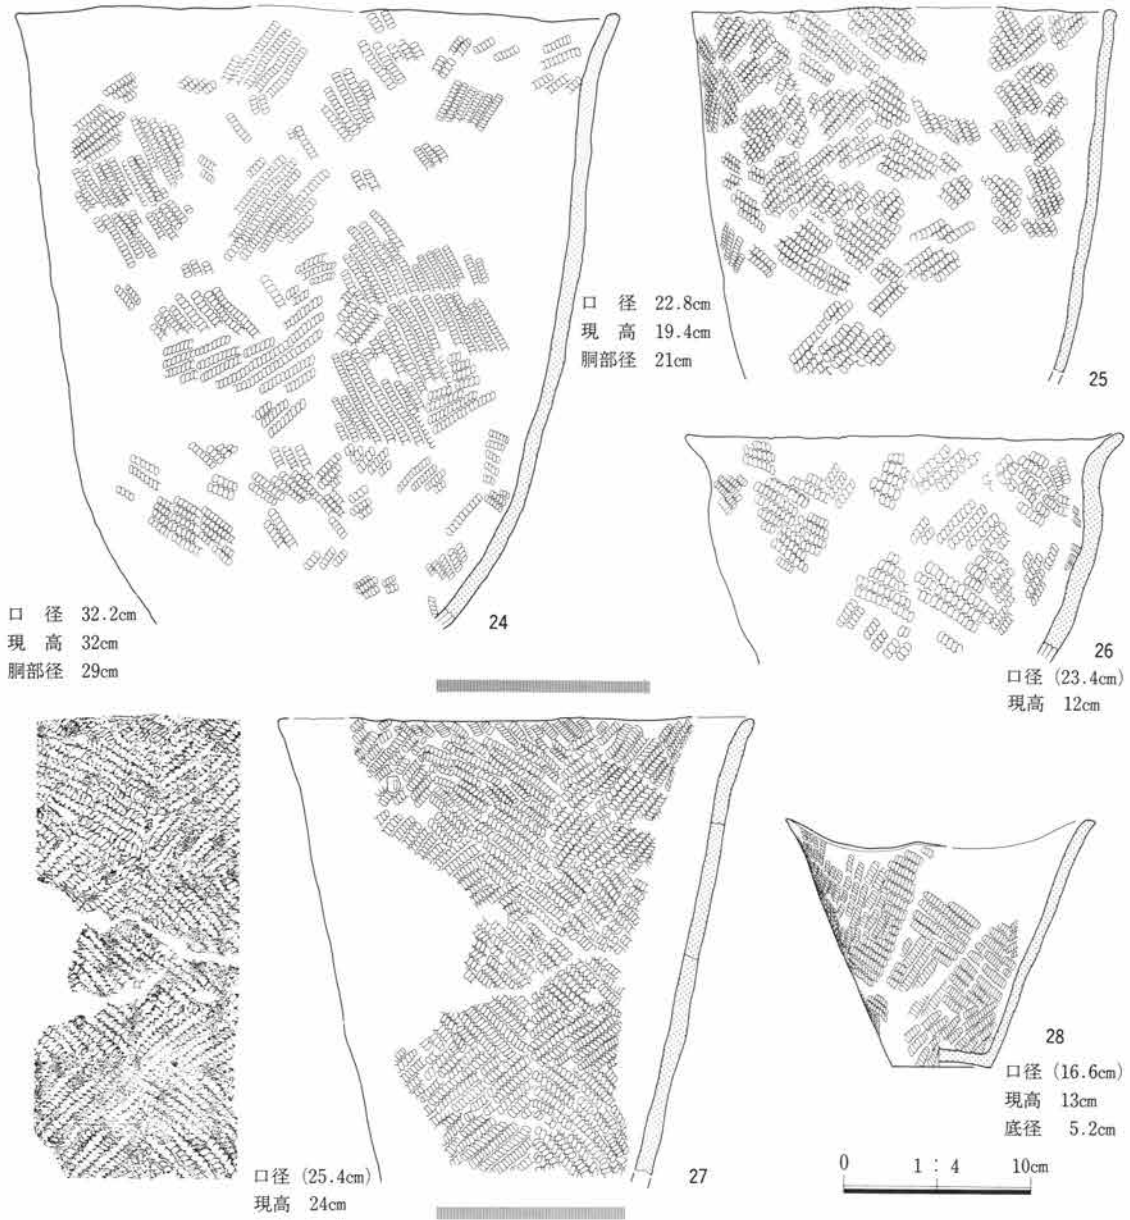 口　径　32.2cm
現　高　32cm
胴部径　29cm
24
口　径　22.8cm
現　高　19.4cm
胴部径　21cm
25
26
口径 (23.4cm)
現高　12cm
口径 (25.4cm)
現高　24cm
27
28
口径 (16.6cm)
現高　13cm
底径　5.2cm
0　1 : 4　10cm